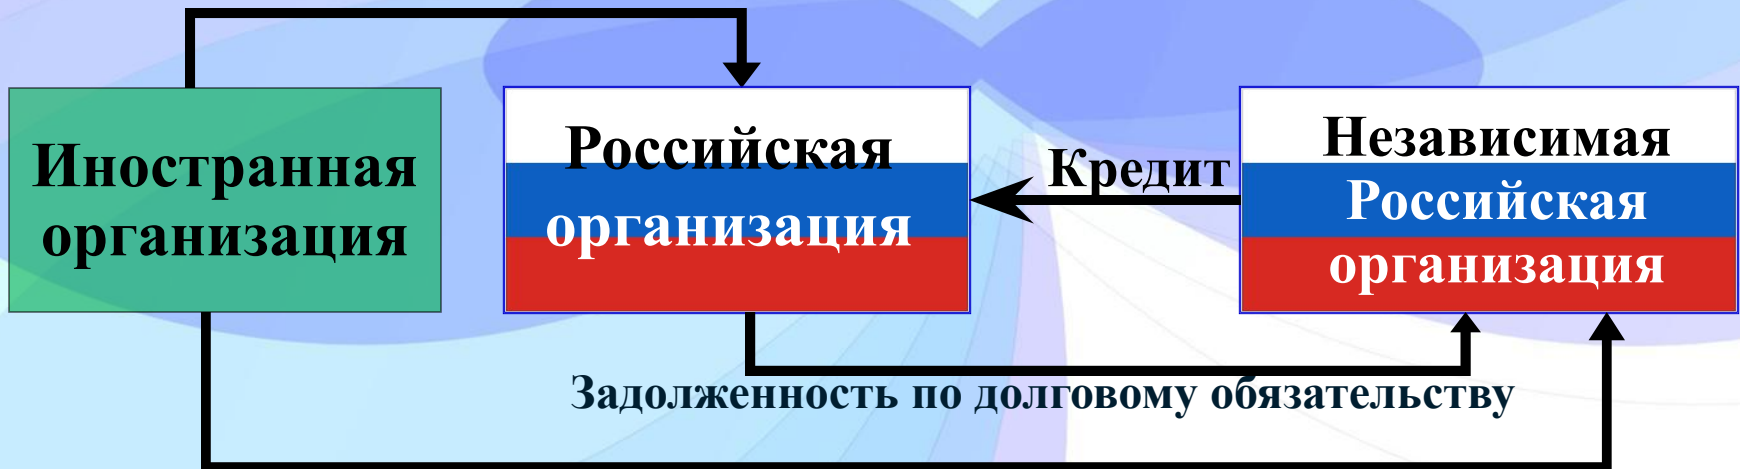 Иностранная
организация
Российская
организация
Кредит
Независимая
Российская
организация
Задолженность по долговому обязательству